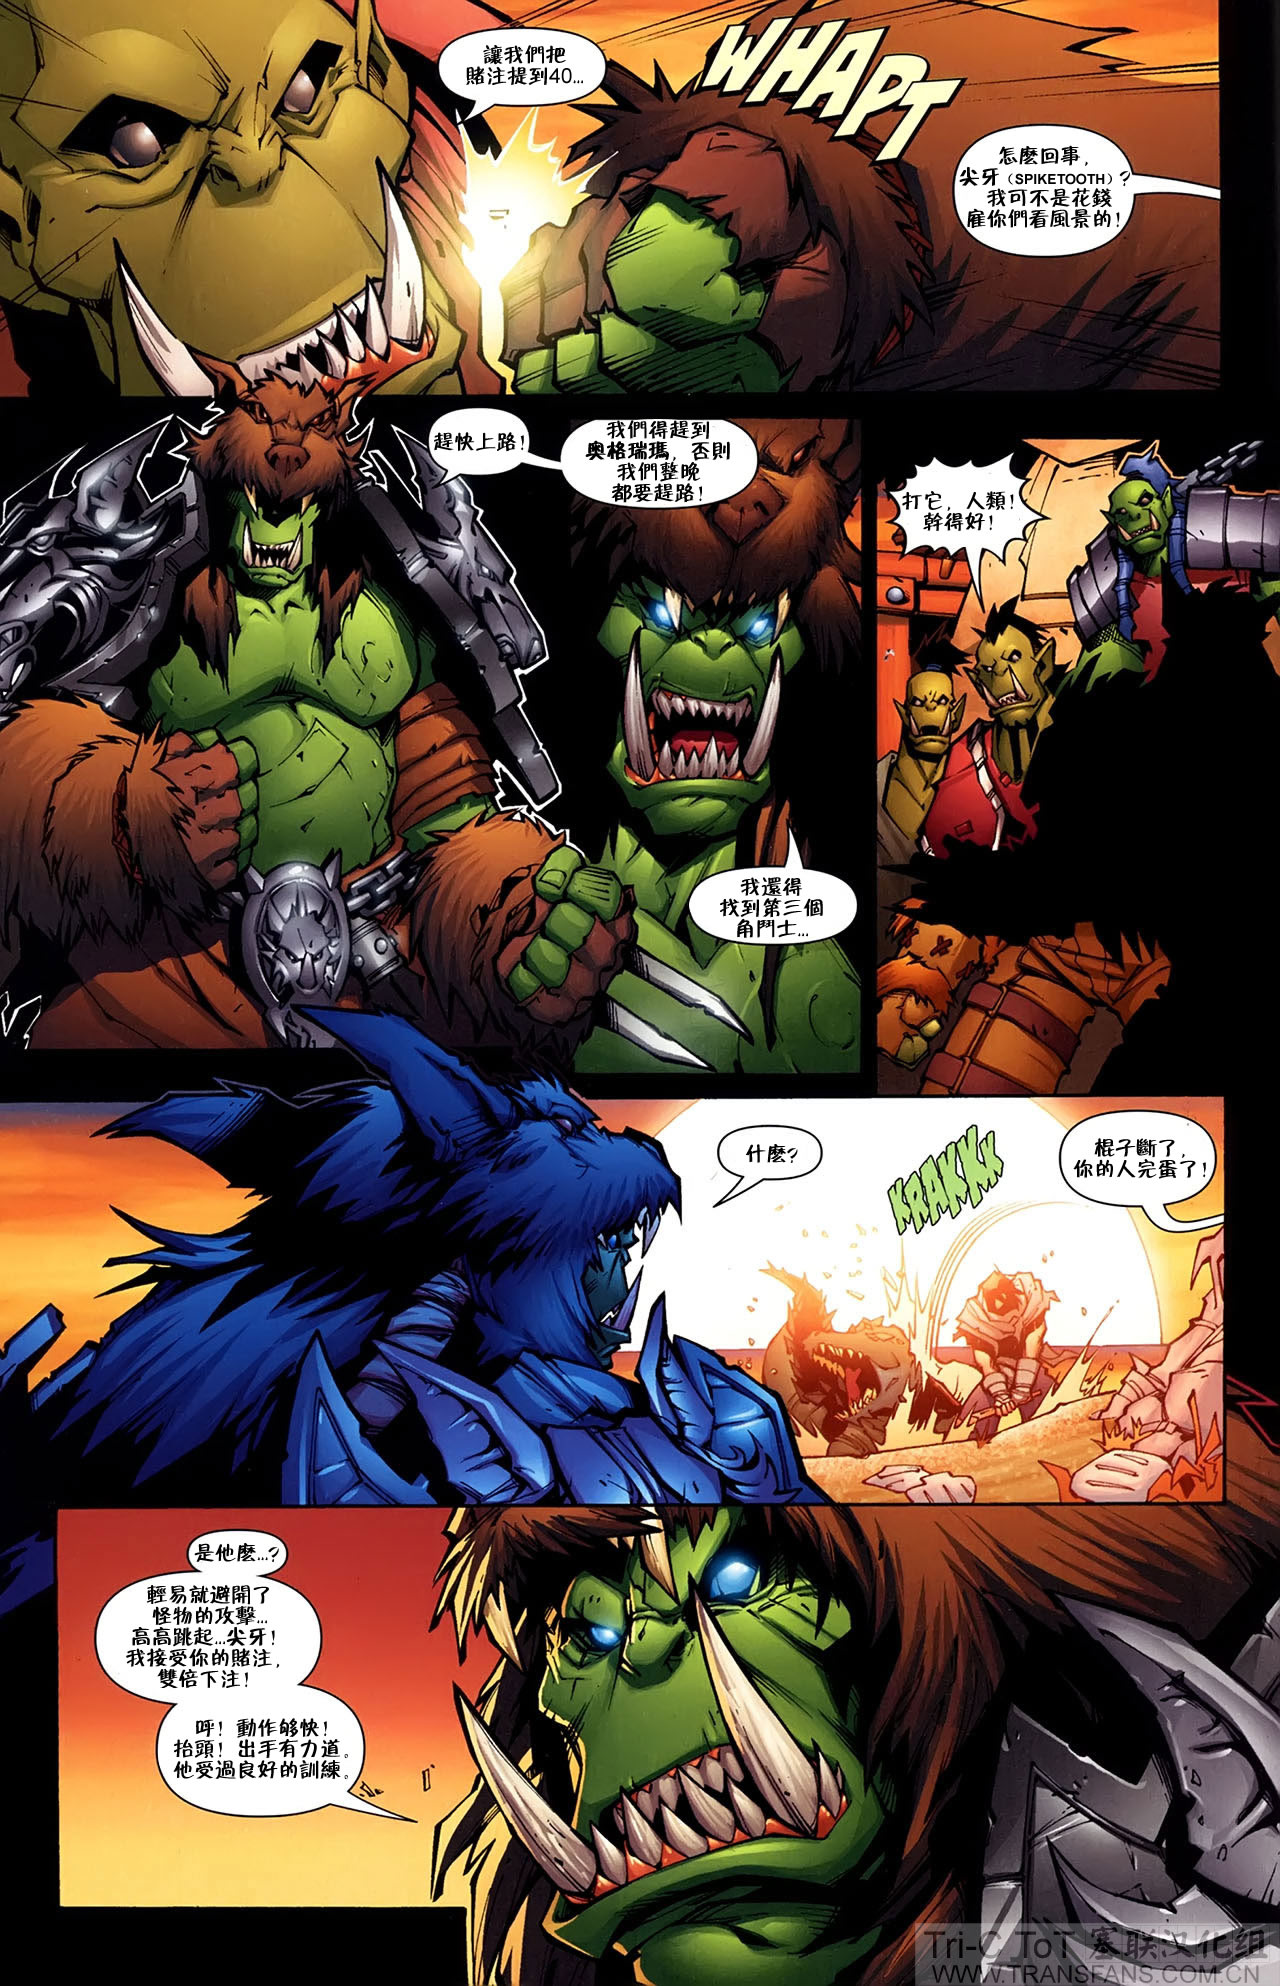 讓我們把
賭注提到40...
WHAPT
怎麼回事，
尖牙（SPIKETOOTH）？
我可不是花錢
雇你們看風景的！
趕快上路！
我們得趕到
奧格瑞瑪，否則
我們整晚
都要趕路！
我還得
找到第三個
角鬥士...
打它，人類！
幹得好！
什麼？
KRAKKK
棍子斷了，
你的人完蛋了！
是他麼...？
輕易就避開了
怪物的攻擊...
高高跳起...尖牙！
我接受你的賭注，
雙倍下注！
呼！動作够快！
抬頭！出手有力道。
他受過良好的訓練。
Tri-C ToT 塞联汉化组
WWW.TRANSFANS.COM.CN